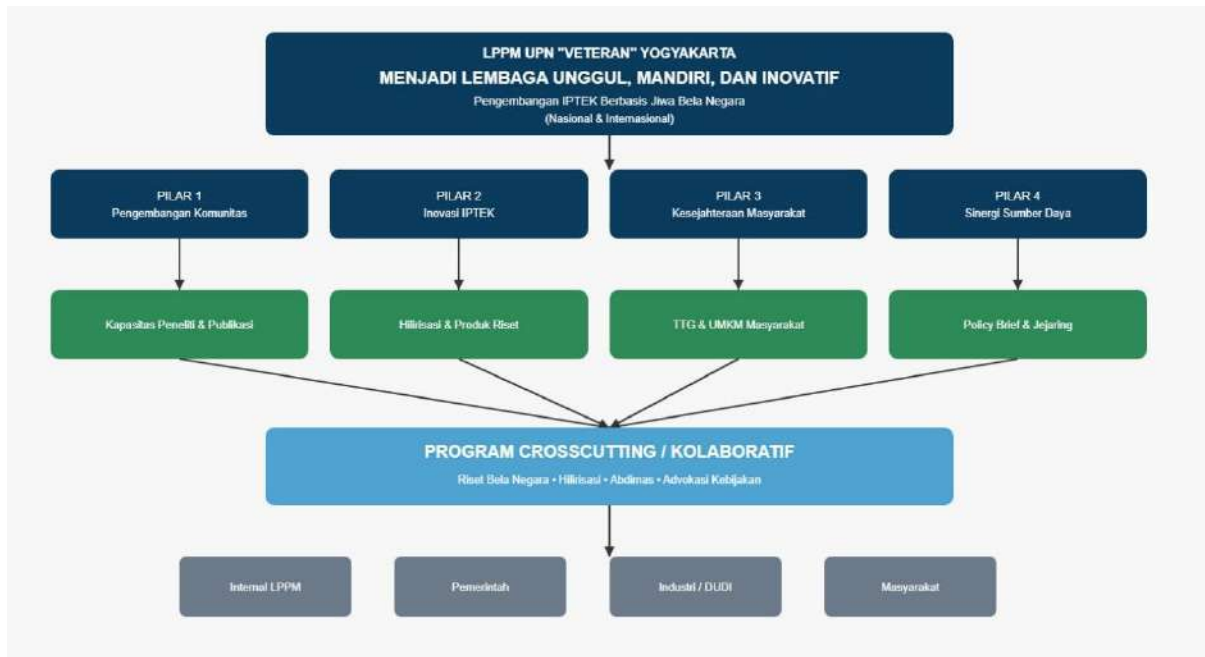 LPPM UPN "VETERAN" YOGYAKARTA
MENJADI LEMBAGA UNGGUL, MANDIRI, DAN INOVATIF
Pengembangan IPTEK Berbasis Jiwa Bela Negara
(Nasional & Internasional)
PILAR 1
Pengembangan Komunitas
PILAR 2
Inovasi IPTEK
PILAR 3
Kesejahteraan Masyarakat
PILAR 4
Sinergi Sumber Daya
Kapasitas Peneliti & Publikasi
Hilirisasi & Produk Riset
TTG & UMKM Masyarakat
Policy Brief & Jejaring
PROGRAM CROSSCUTTING / KOLABORATIF
Riset Bela Negara • Hilirisasi • Abdimas • Advokasi Kebijakan
Internal LPPM
Pemerintah
Industri / DUDI
Masyarakat